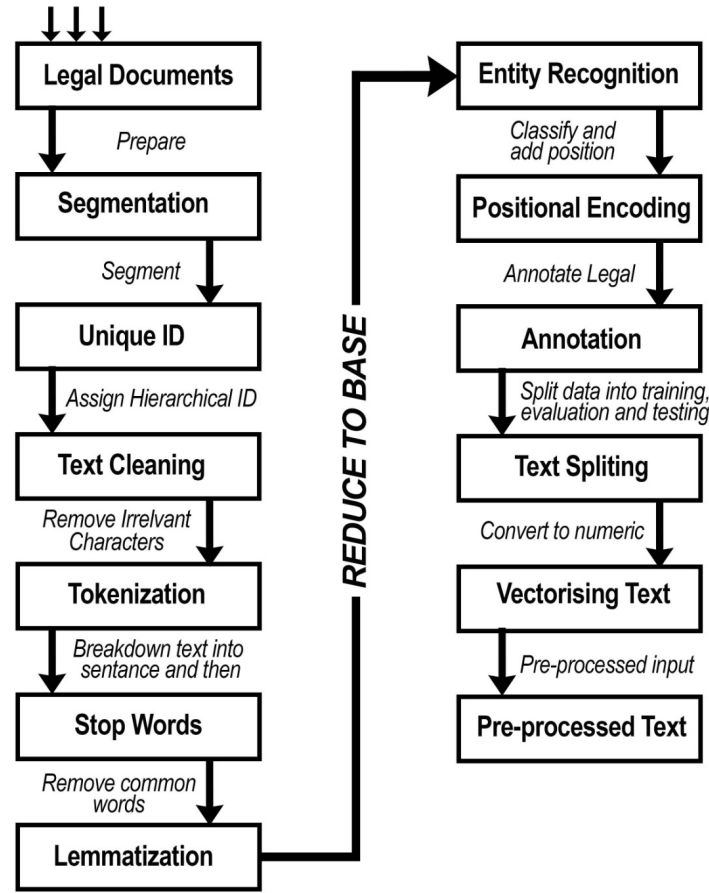 Legal Documents
Prepare
Segmentation
Segment
Unique ID
Assign Hierarchical ID
Text Cleaning
Remove Irrelvant
Characters
Tokenization
Breakdown text into
sentance and then
Stop Words
Remove common
words
Lemmatization
REDUCE TO BASE
Entity Recognition
Classify and
add position
Positional Encoding
Annotate Legal
Annotation
Split data into training,
evaluation and testing
Text Spliting
Convert to numeric
Vectorising Text
Pre-processed input
Pre-processed Text